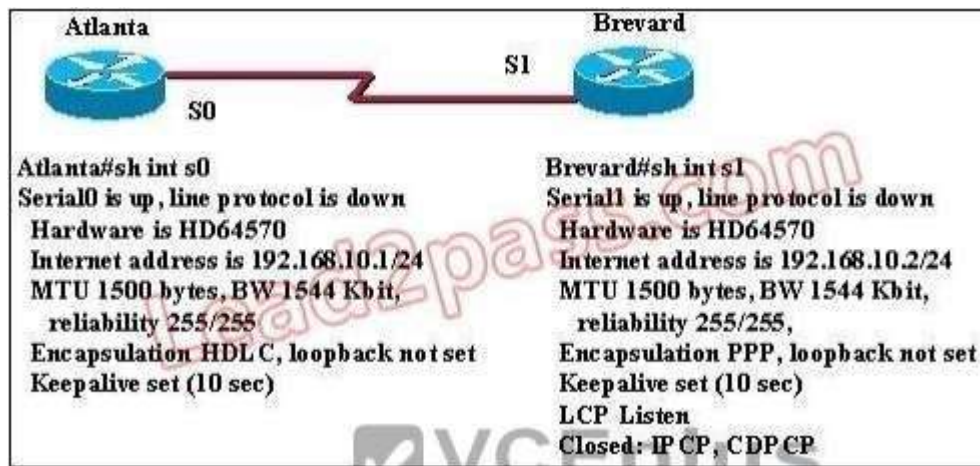 Atlanta
Brevard
S1
S0
Atlanta#sh int s0
Serial0 is up, line protocol is down
Hardware is HD64570
Internet address is 192.168.10.1/24
MTU 1500 bytes, BW 1544 Kbit,
reliability 255/255
Encapsulation HDLC, loopback not set
Keepalive set (10 sec)
Brevard#sh int s1
Serial1 is up, line protocol is down
Hardware is HD64570
Internet address is 192.168.10.2/24
MTU 1500 bytes, BW 1544 Kbit,
reliability 255/255,
Encapsulation PPP, loopback not set
Keepalive set (10 sec)
LCP Listen
Closed: IPCP, CDPCP
Lead2pass.com
VCEplus